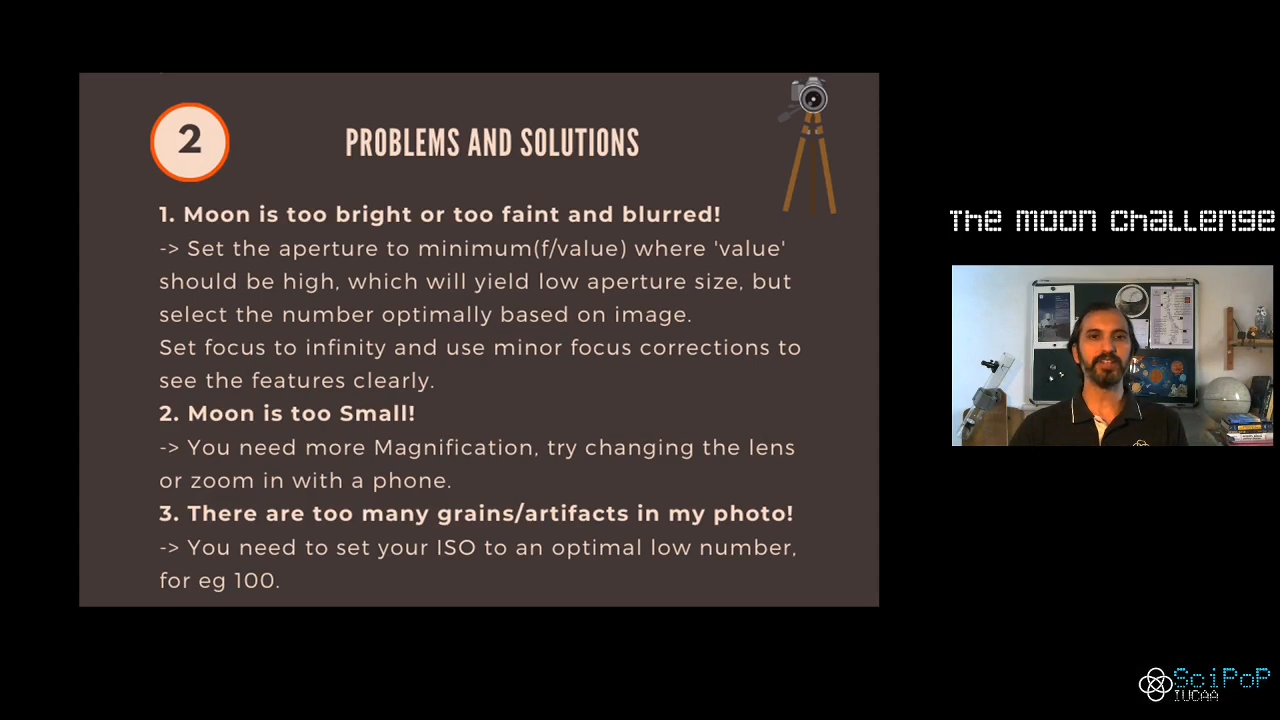 2
PROBLEMS AND SOLUTIONS
1. Moon is too bright or too faint and blurred!
-> Set the aperture to minimum(f/value) where 'value'
should be high, which will yield low aperture size, but
select the number optimally based on image.
Set focus to infinity and use minor focus corrections to
see the features clearly.
2. Moon is too Small!
-> You need more Magnification, try changing the lens
or zoom in with a phone.
3. There are too many grains/artifacts in my photo!
-> You need to set your ISO to an optimal low number,
for eg 100.
The Moon Challenge
SciPoP
IUCAA